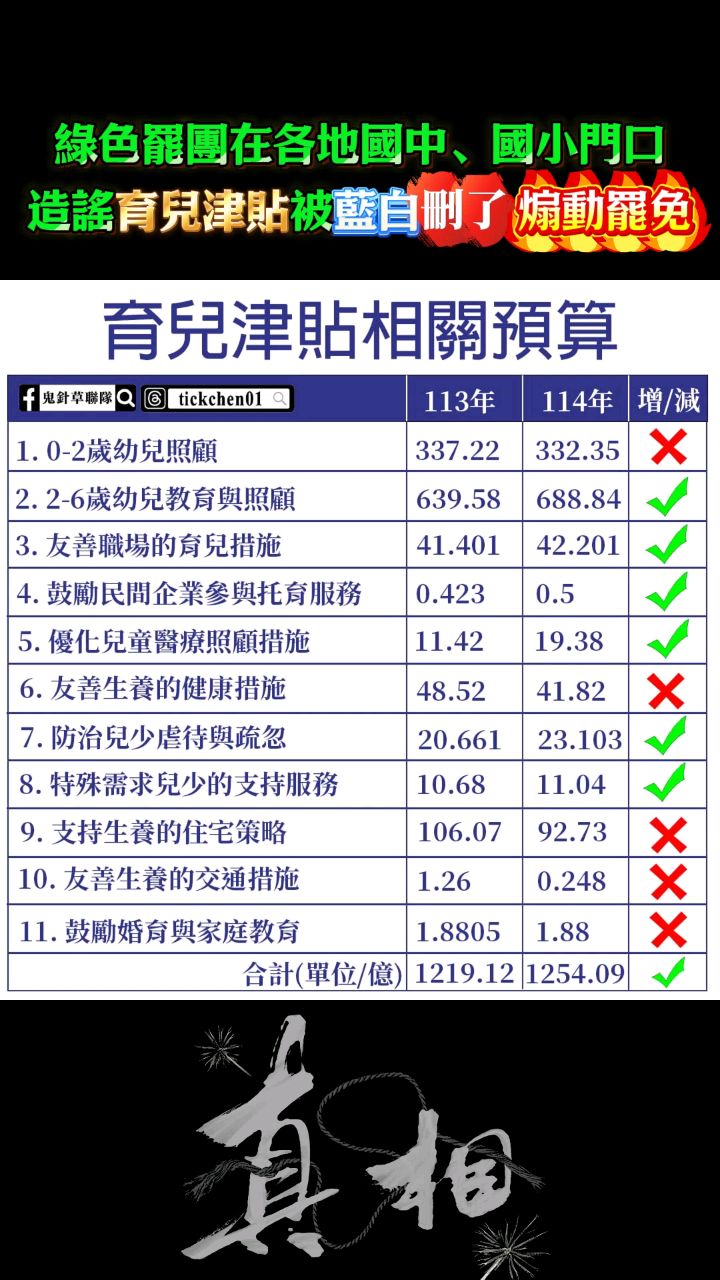 綠色罷團在各地國中、國小門口
造謠育兒津貼被藍白刪了煽動罷免
育兒津貼相關預算
鬼針草聯隊 tickchen01 113年 114年 增/減
1. 0-2歲幼兒照顧 337.22 332.35
2. 2-6歲幼兒教育與照顧 639.58 688.84
3. 友善職場的育兒措施 41.401 42.201
4. 鼓勵民間企業參與托育服務 0.423 0.5
5. 優化兒童醫療照顧措施 11.42 19.38
6. 友善生養的健康措施 48.52 41.82
7. 防治兒少虐待與疏忽 20.661 23.103
8. 特殊需求兒少的支持服務 10.68 11.04
9. 支持生養的住宅策略 106.07 92.73
10. 友善生養的交通措施 1.26 0.248
11. 鼓勵婚育與家庭教育 1.8805 1.88
合計(單位/億) 1219.12 1254.09
真相